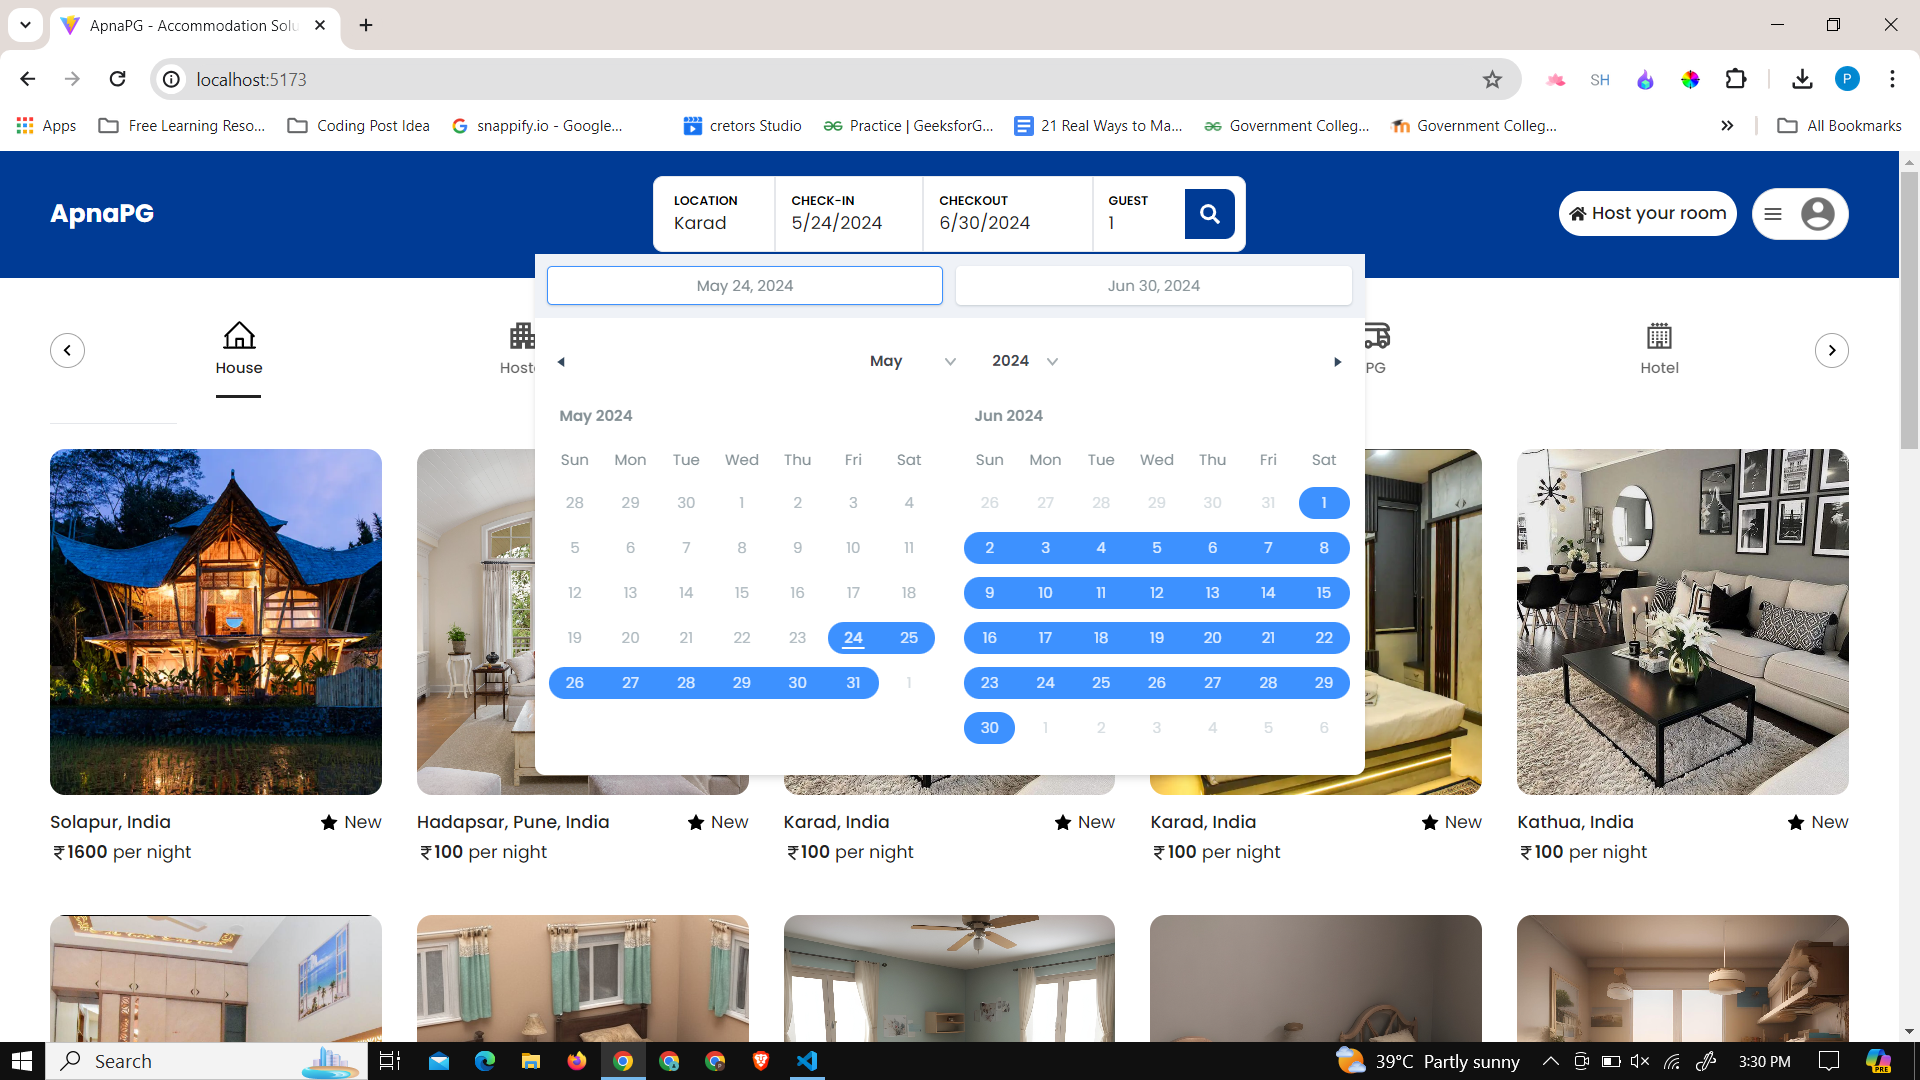 ApnaPG - Accommodation Solu
localhost:5173
SH
P
Apps
Free Learning Reso...
Coding Post Idea
snappify.io - Google...
cretors Studio
Practice | GeeksforG...
21 Real Ways to Ma...
Government Colleg...
Government Colleg...
All Bookmarks
ApnaPG
LOCATION CHECK-IN CHECKOUT GUEST
Karad 5/24/2024 6/30/2024 1
Host your room
May 24, 2024 Jun 30, 2024
House
Host
PG
Hotel
May 2024
May 2024 Jun 2024
Sun Mon Tue Wed Thu Fri Sat Sun Mon Tue Wed Thu Fri Sat
28 29 30 1 2 3 4 26 27 28 29 30 31 1
5 6 7 8 9 10 11 2 3 4 5 6 7 8
12 13 14 15 16 17 18 9 10 11 12 13 14 15
19 20 21 22 23 24 25 16 17 18 19 20 21 22
26 27 28 29 30 31 1 23 24 25 26 27 28 29
30 1 2 3 4 5 6
Solapur, India New
₹1600 per night
Hadapsar, Pune, India New
₹100 per night
Karad, India New
₹100 per night
Karad, India New
₹100 per night
Kathua, India New
₹100 per night
Search
39°C Partly sunny
3:30 PM
PRE